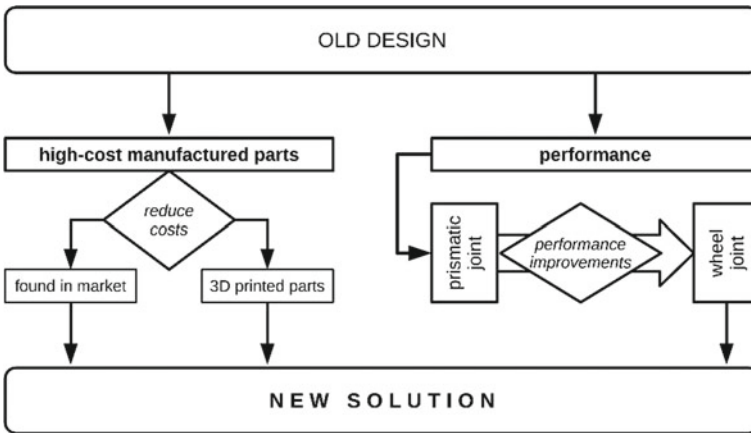 OLD DESIGN
high-cost manufactured parts
performance
reduce
costs
prismatic
joint
performance
improvements
wheel
joint
found in market
3D printed parts
NEW SOLUTION